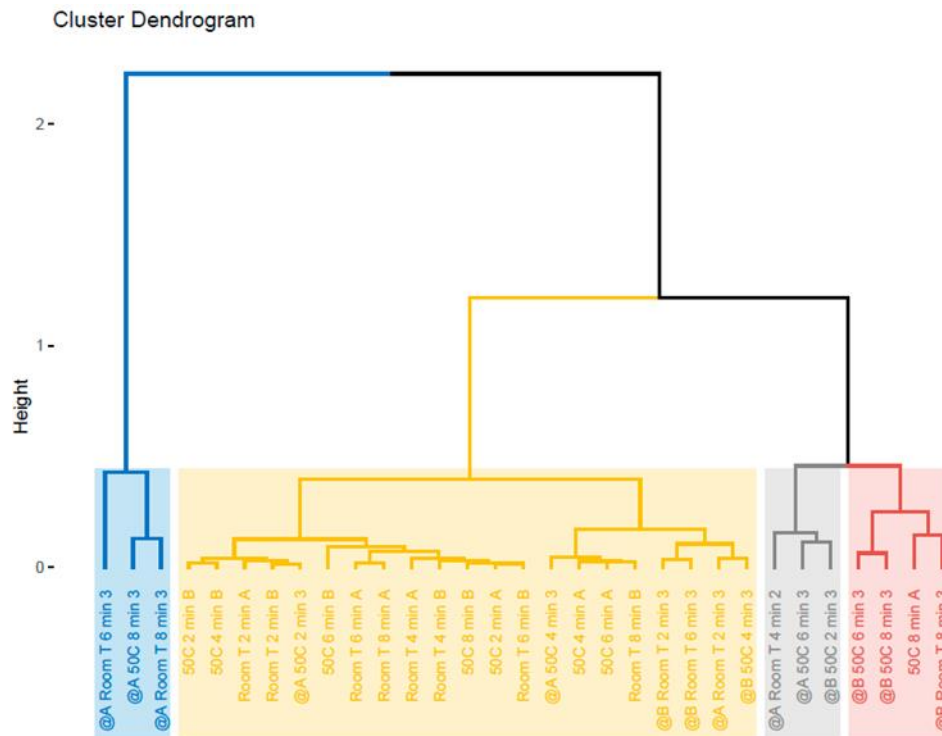 Cluster Dendrogram
2
1
0
Height
@A Room T 6 min 3
@A 50C 8 min 3
@A Room T 8 min 3
50C 2 min B
50C 4 min B
Room T 2 min A
Room T 2 min B
@A 50C 2 min 3
50C 6 min B
Room T 6 min A
Room T 8 min A
Room T 4 min A
Room T 4 min B
50C 8 min B
50C 2 min A
Room T 6 min B
@A 50C 4 min 3
50C 4 min A
50C 6 min A
Room T 8 min B
@B Room T 2 min 3
@B Room T 6 min 3
@A Room T 2 min 3
@B 50C 4 min 3
@A Room T 4 min 2
@A 50C 6 min 3
@B 50C 2 min 3
@B 50C 6 min 3
@B 50C 8 min 3
50C 8 min A
@B Room T 8 min 3